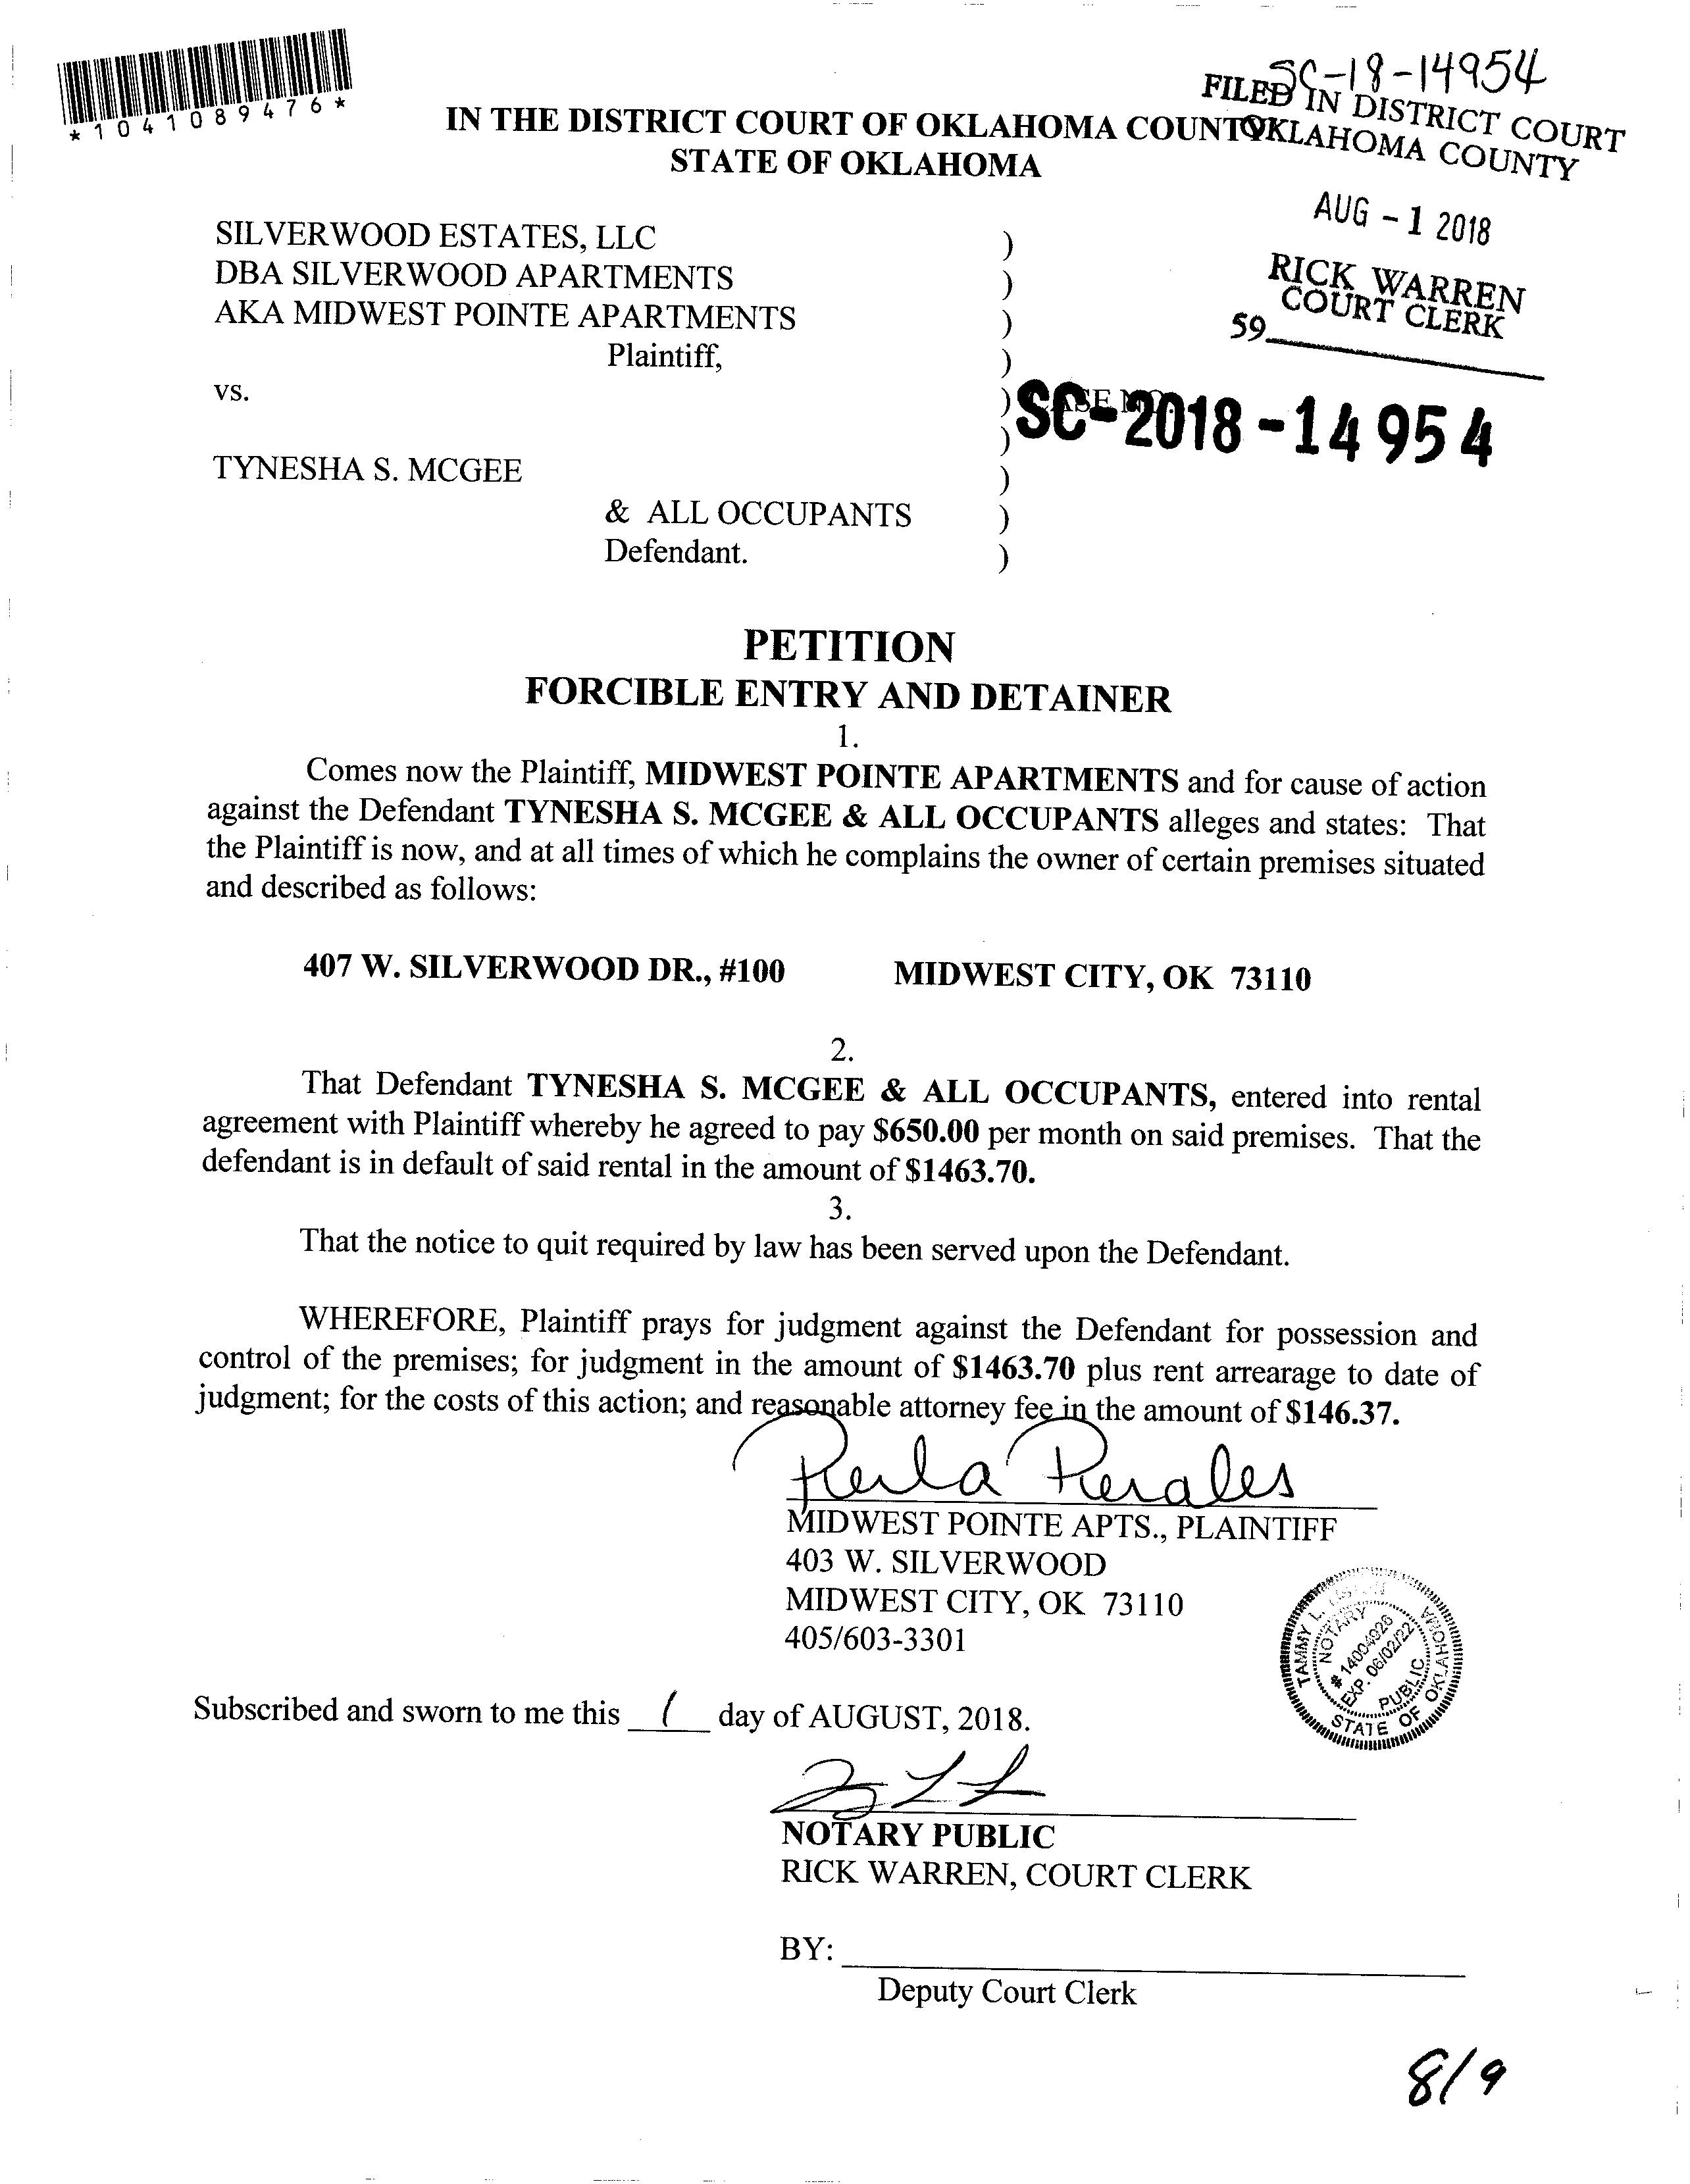 *1041089476*
SC-18-14954
FILED IN DISTRICT COURT
OKLAHOMA COUNTY
IN THE DISTRICT COURT OF OKLAHOMA COUNTY
STATE OF OKLAHOMA
AUG - 1 2018
RICK WARREN
COURT CLERK
59
SILVERWOOD ESTATES, LLC )
DBA SILVERWOOD APARTMENTS )
AKA MIDWEST POINTE APARTMENTS )
Plaintiff, )
vs. ) CASE NO.
SC-2018-14954
)
TYNESHA S. MCGEE )
& ALL OCCUPANTS )
Defendant. )
PETITION
FORCIBLE ENTRY AND DETAINER
1.
Comes now the Plaintiff, MIDWEST POINTE APARTMENTS and for cause of action
against the Defendant TYNESHA S. MCGEE & ALL OCCUPANTS alleges and states: That
the Plaintiff is now, and at all times of which he complains the owner of certain premises situated
and described as follows:
407 W. SILVERWOOD DR., #100 MIDWEST CITY, OK 73110
2.
That Defendant TYNESHA S. MCGEE & ALL OCCUPANTS, entered into rental
agreement with Plaintiff whereby he agreed to pay $650.00 per month on said premises. That the
defendant is in default of said rental in the amount of $1463.70.
3.
That the notice to quit required by law has been served upon the Defendant.
WHEREFORE, Plaintiff prays for judgment against the Defendant for possession and
control of the premises; for judgment in the amount of $1463.70 plus rent arrearage to date of
judgment; for the costs of this action; and reasonable attorney fee in the amount of $146.37.
Perla Perales
MIDWEST POINTE APTS., PLAINTIFF
403 W. SILVERWOOD
MIDWEST CITY, OK 73110
405/603-3301
TAMMY L.
NOTARY
# 14004926
EXP. 06/02/22
PUBLIC
STATE OF OKLAHOMA
Subscribed and sworn to me this 1 day of AUGUST, 2018.
NOTARY PUBLIC
RICK WARREN, COURT CLERK
BY:
Deputy Court Clerk
8/9